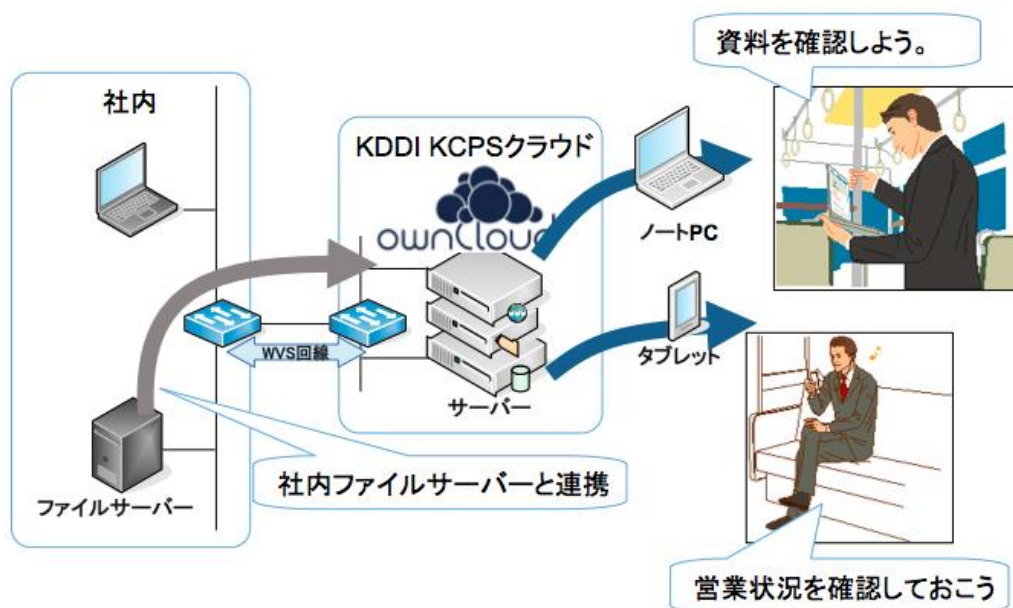 資料を確認しよう。
社内
KDDI KCPSクラウド
ownCloud
ノートPC
WVS回線
タブレット
サーバー
社内ファイルサーバーと連携
ファイルサーバー
営業状況を確認しておこう